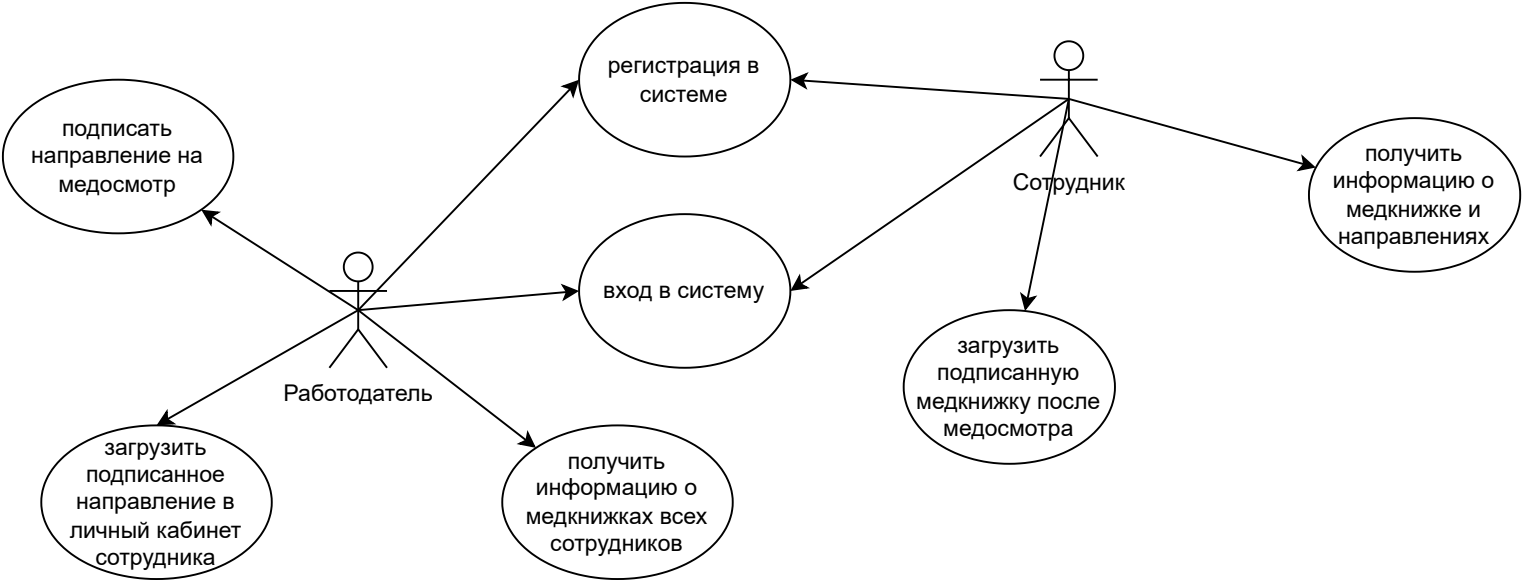 регистрация в
системе
подписать
направление на
медосмотр
Сотрудник
получить
информацию о
медкнижке и
направлениях
вход в систему
Работодатель
загрузить
подписанную
медкнижку после
медосмотра
загрузить
подписанное
направление в
личный кабинет
сотрудника
получить
информацию о
медкнижках всех
сотрудников